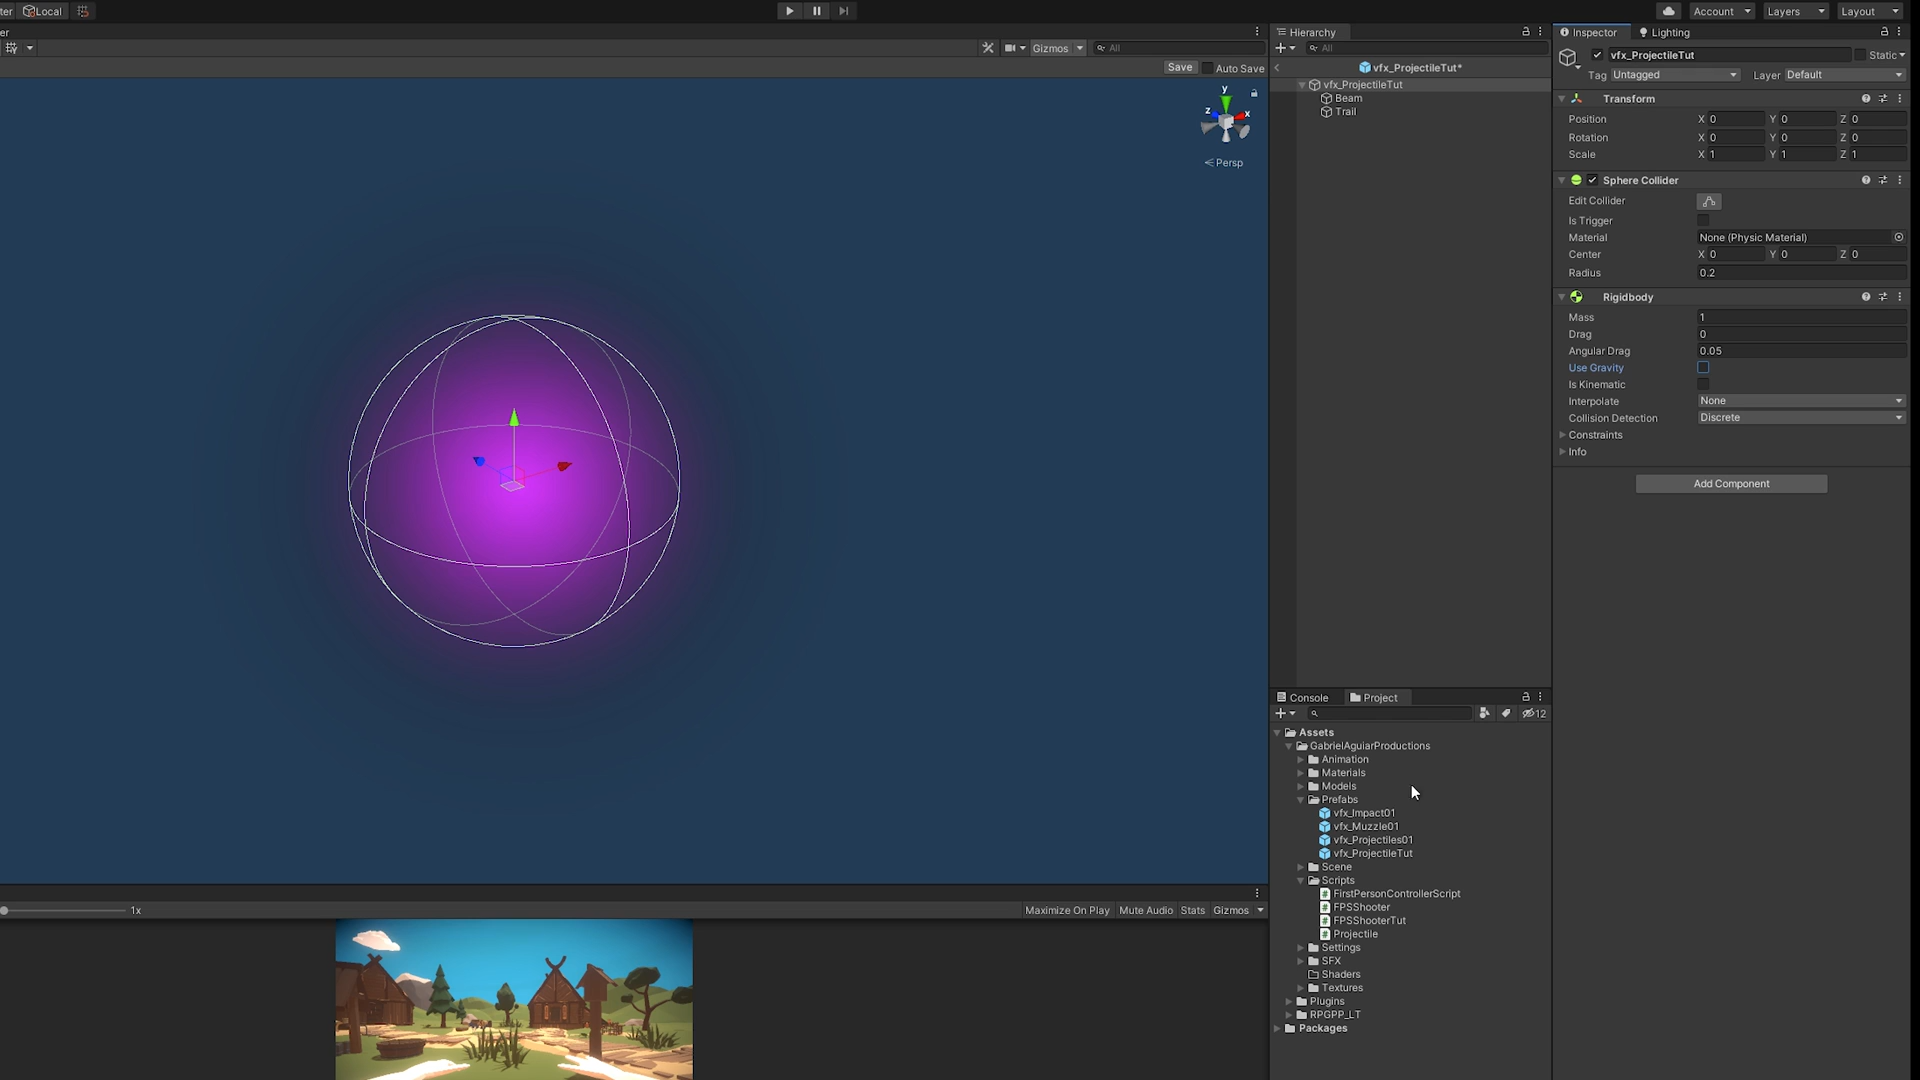 ter Local Account Layers Layout
er
Gizmos All
Save Auto Save
y
z x
Persp
Hierarchy
All
vfx_ProjectileTut*
vfx_ProjectileTut
Beam
Trail
Inspector Lighting
vfx_ProjectileTut Static
Tag Untagged Layer Default
Transform
Position X 0 Y 0 Z 0
Rotation X 0 Y 0 Z 0
Scale X 1 Y 1 Z 1
Sphere Collider
Edit Collider
Is Trigger
Material None (Physic Material)
Center X 0 Y 0 Z 0
Radius 0.2
Rigidbody
Mass 1
Drag 0
Angular Drag 0.05
Use Gravity
Is Kinematic
Interpolate None
Collision Detection Discrete
Constraints
Info
Add Component
Console Project
12
Assets
GabrielAguiarProductions
Animation
Materials
Models
Prefabs
vfx_Impact01
vfx_Muzzle01
vfx_Projectiles01
vfx_ProjectileTut
Scene
Scripts
FirstPersonControllerScript
FPSShooter
FPSShooterTut
Projectile
Settings
SFX
Shaders
Textures
Plugins
RPGPP_LT
Packages
1x Maximize On Play Mute Audio Stats Gizmos